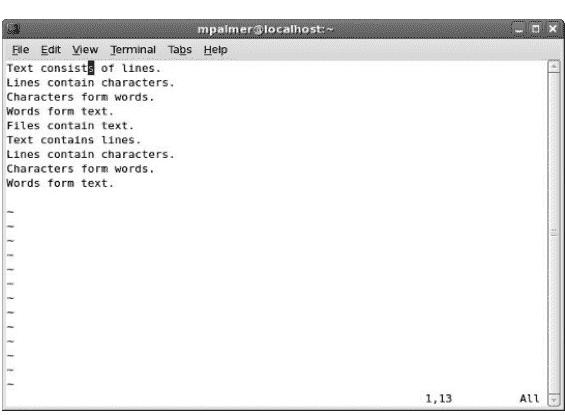 mpalmer@localhost:~
File Edit View Terminal Tabs Help
Text consists of lines.
Lines contain characters.
Characters form words.
Words form text.
Files contain text.
Text contains lines.
Lines contain characters.
Characters form words.
Words form text.
~
~
~
~
~
~
~
~
~
~
~
~
~
1,13 All